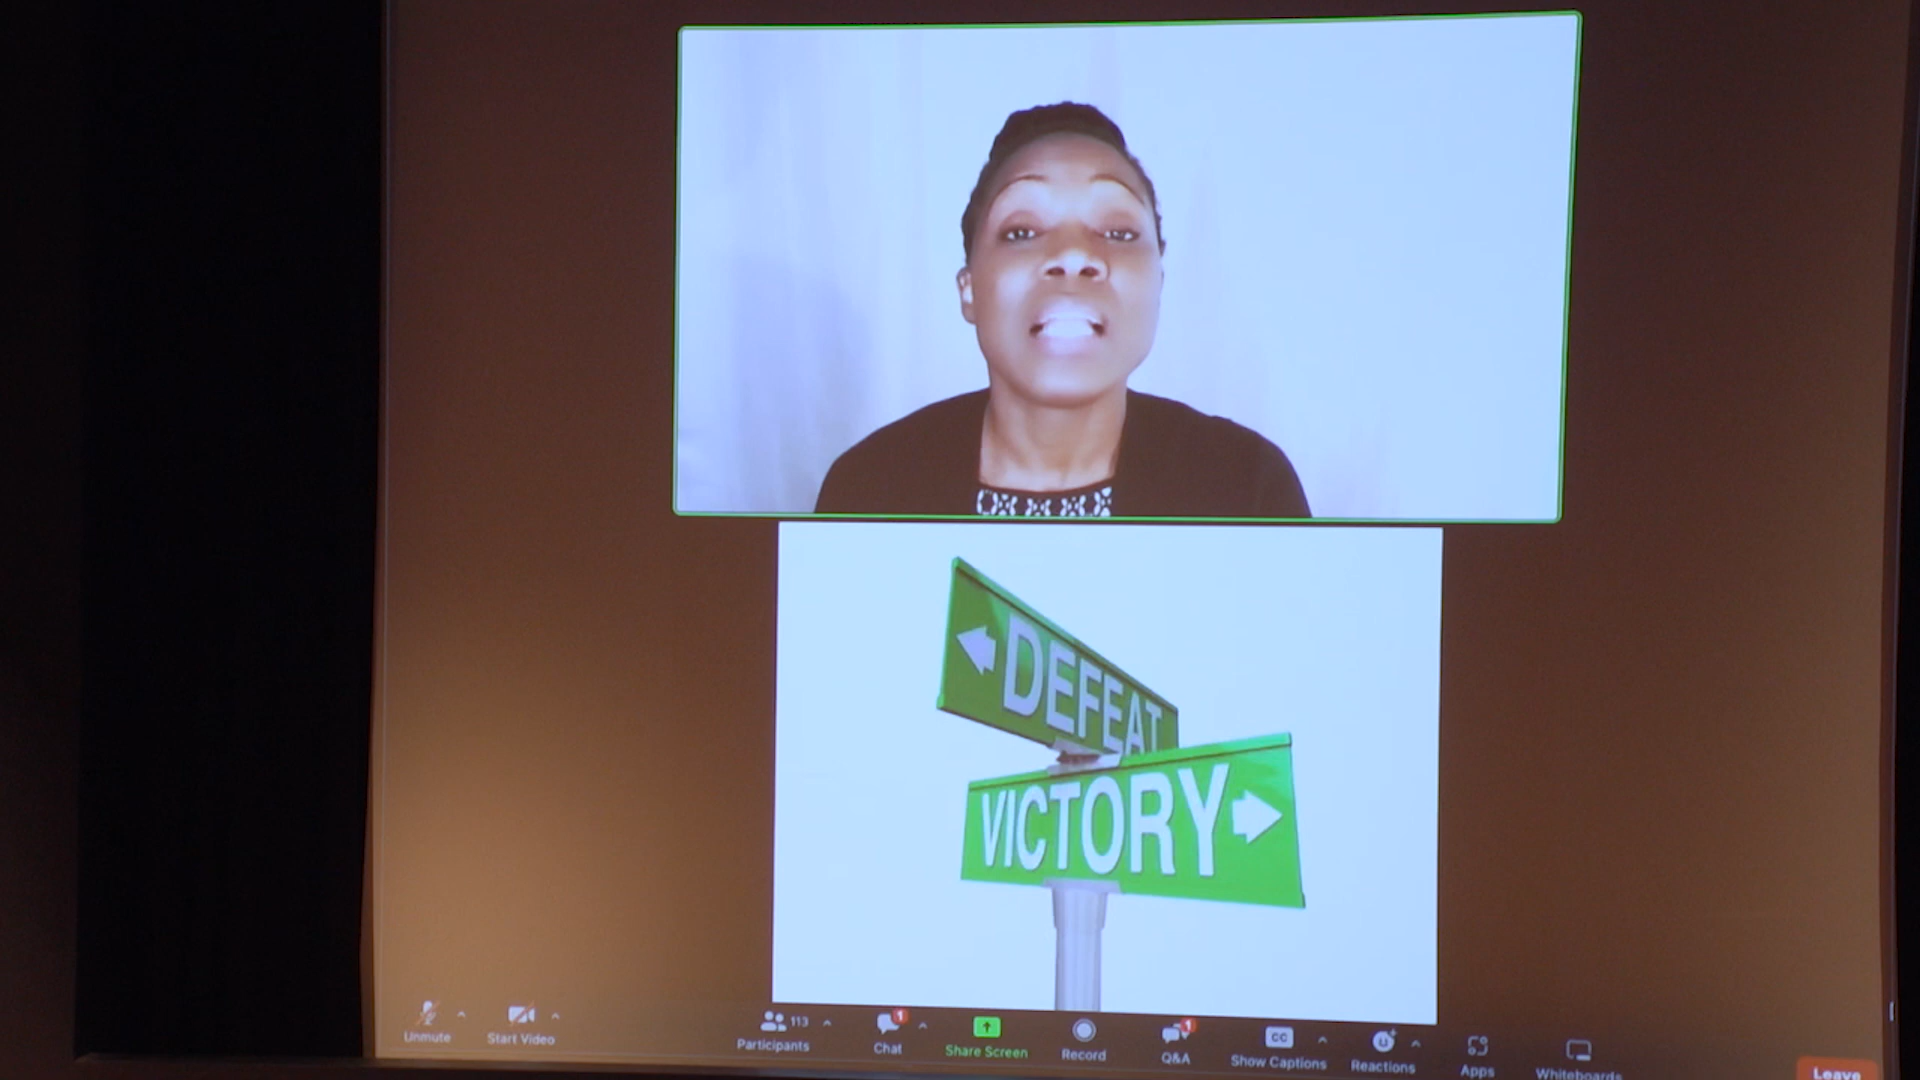 DEFEAT
VICTORY
Unmute
Start Video
113
Participants
1
Chat
Share Screen
Record
1
Q&A
CC
Show Captions
Reactions
Apps
Whiteboards
Leave